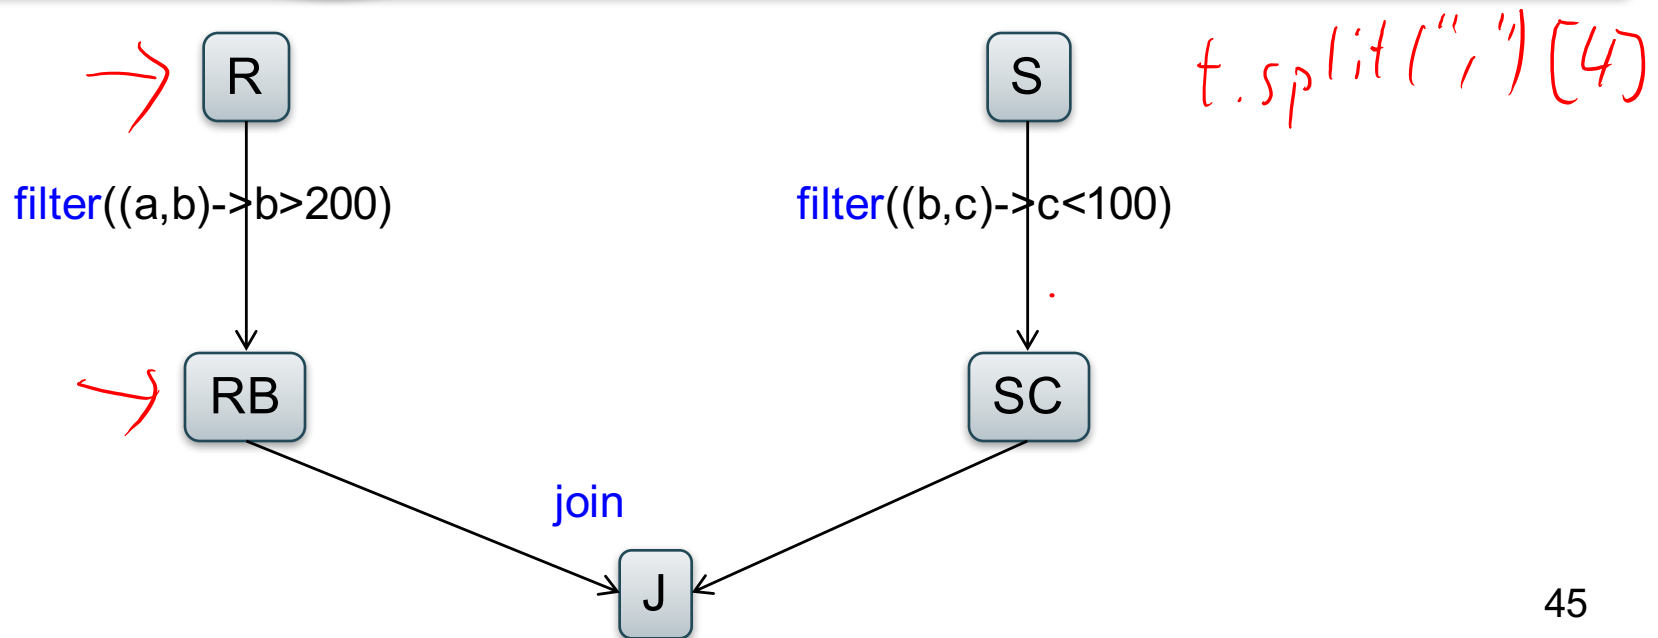 R
S
t.split(",")[4]
filter((a,b)->b>200)
filter((b,c)->c<100)
RB
SC
join
J
45